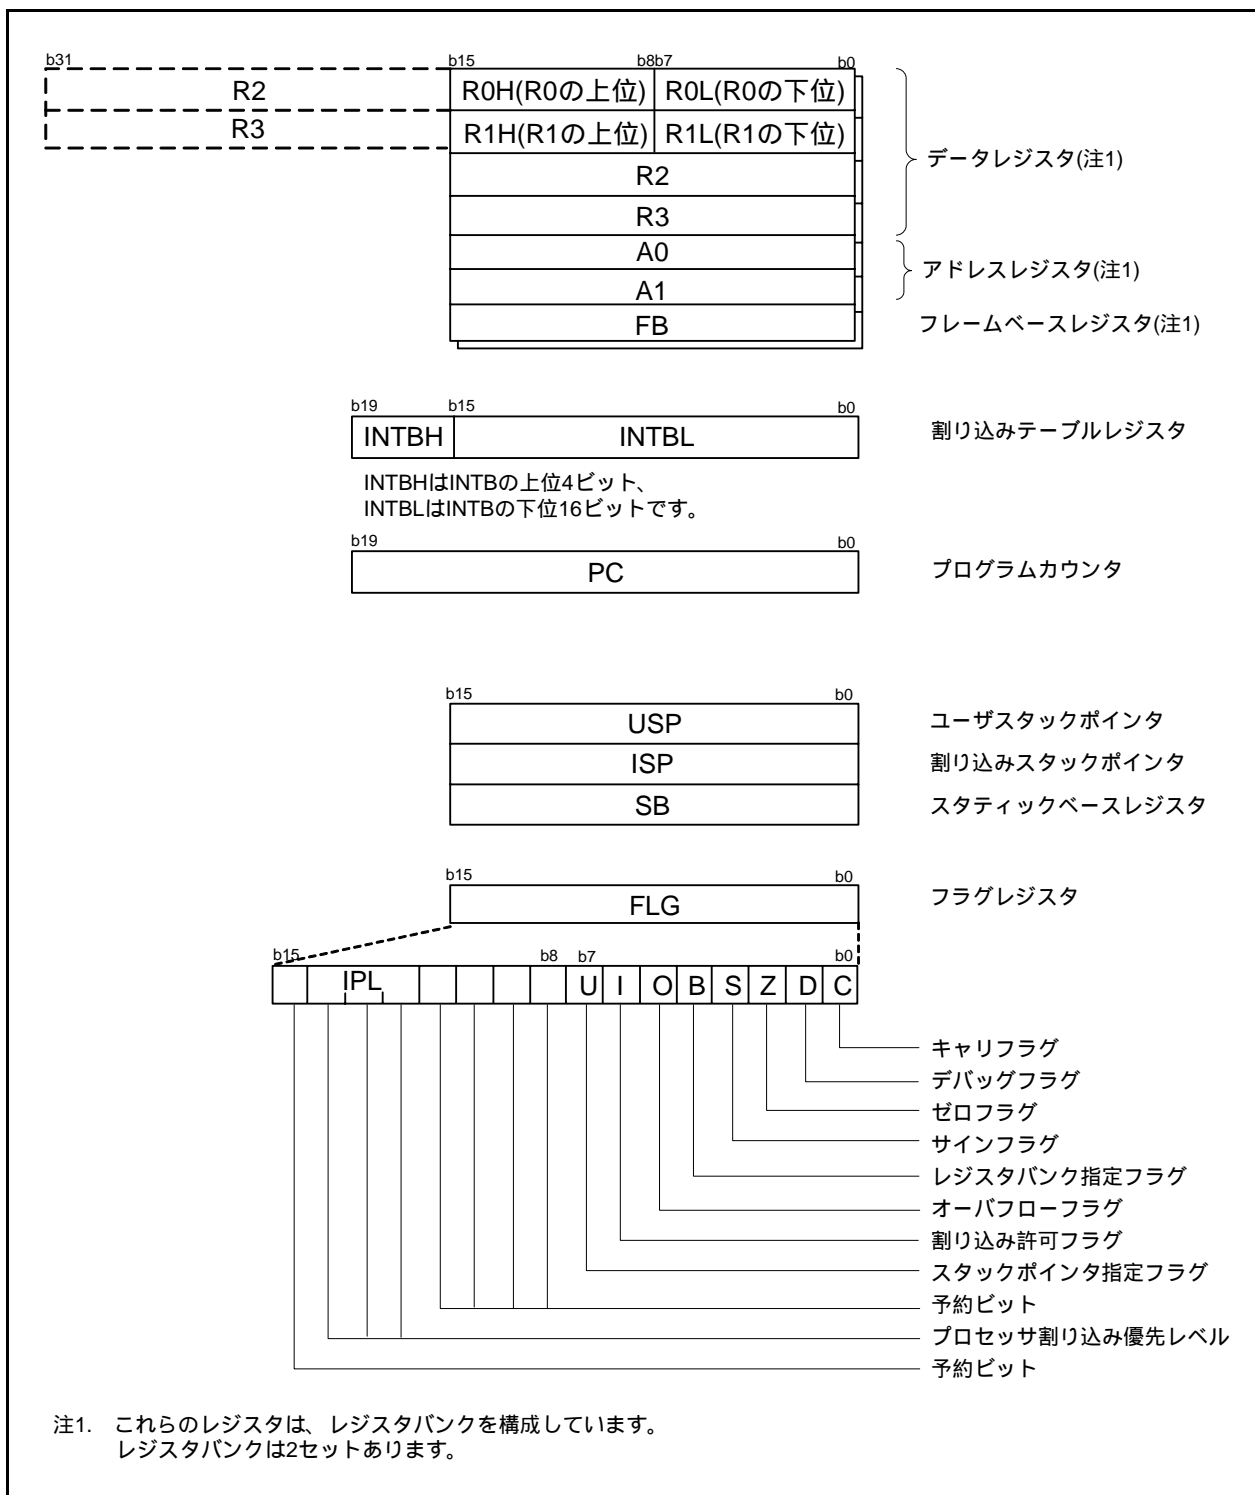 b31 b15 b8b7 b0
R2 R0H(R0の上位) R0L(R0の下位)
R3 R1H(R1の上位) R1L(R1の下位)
データレジスタ(注1)
R2
R3
A0
アドレスレジスタ(注1)
A1
FB フレームベースレジスタ(注1)
b19 b15 b0
INTBH INTBL 割り込みテーブルレジスタ
INTBHはINTBの上位4ビット、
INTBLはINTBの下位16ビットです。
b19 b0
PC プログラムカウンタ
b15 b0
USP ユーザスタックポインタ
ISP 割り込みスタックポインタ
SB スタティックベースレジスタ
b15 b0
FLG フラグレジスタ
b15 b8 b7 b0
IPL U I O B S Z D C
キャリフラグ
デバッグフラグ
ゼロフラグ
サインフラグ
レジスタバンク指定フラグ
オーバフローフラグ
割り込み許可フラグ
スタックポインタ指定フラグ
予約ビット
プロセッサ割り込み優先レベル
予約ビット
注1. これらのレジスタは、レジスタバンクを構成しています。
レジスタバンクは2セットあります。